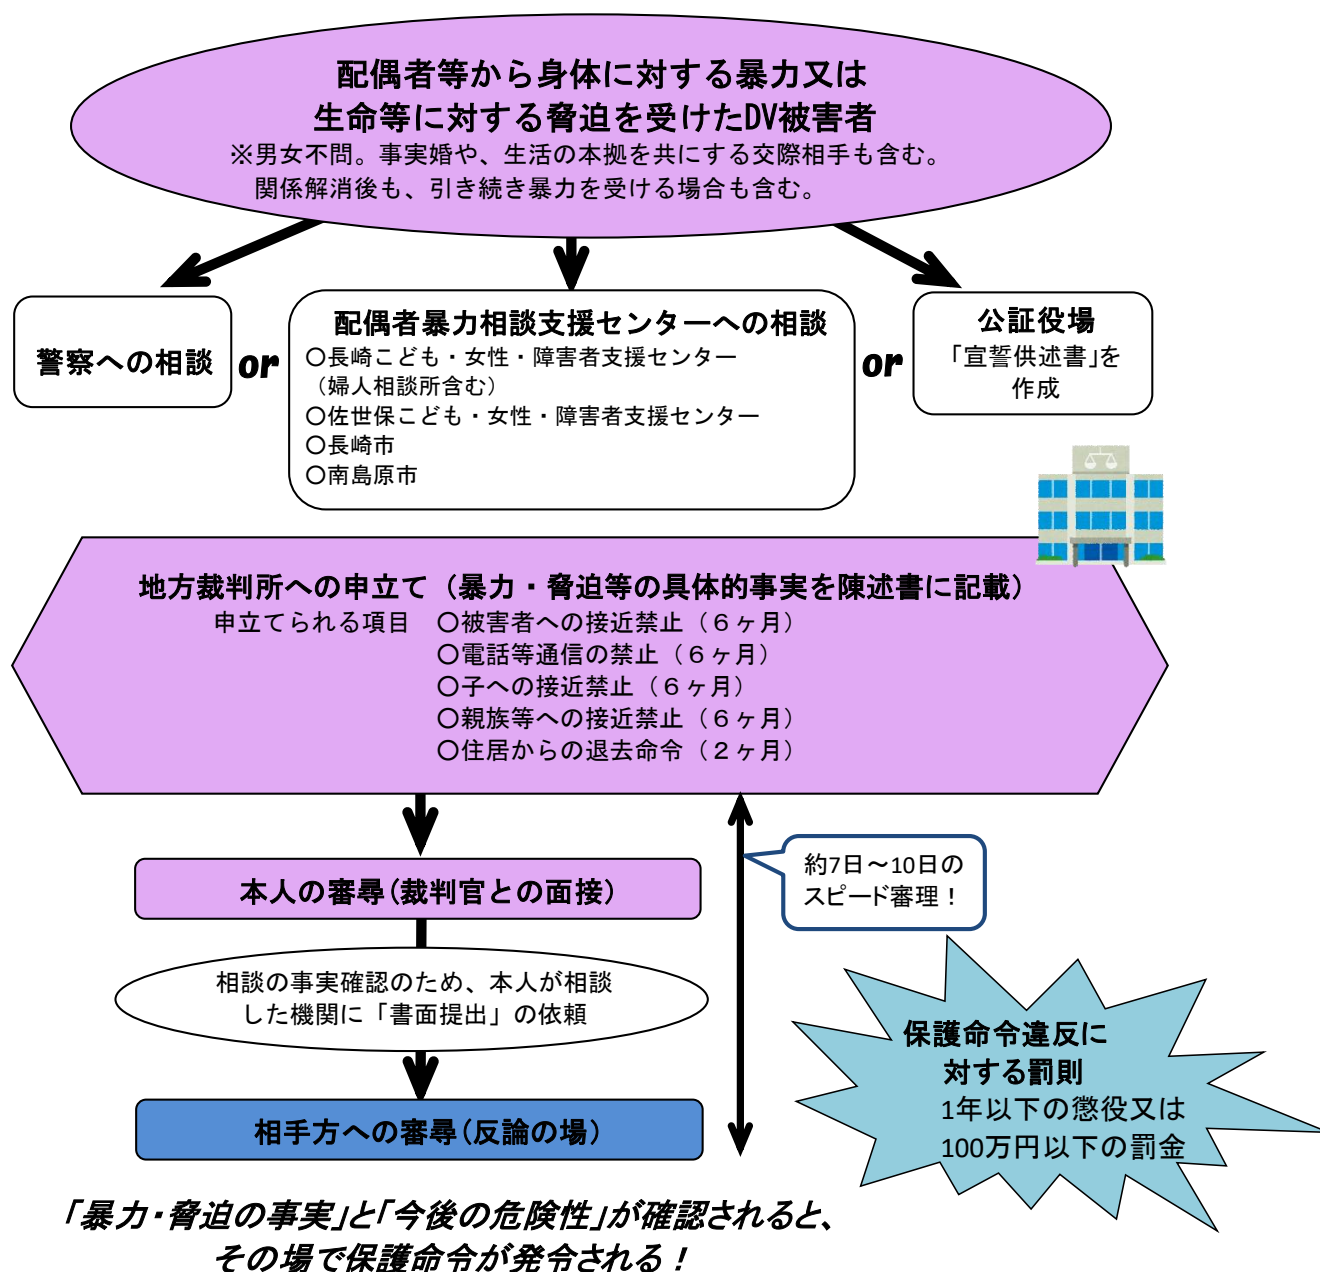 配偶者等から身体に対する暴力又は
生命等に対する脅迫を受けたDV被害者
※男女不問。事実婚や、生活の本拠を共にする交際相手も含む。
関係解消後も、引き続き暴力を受ける場合も含む。
警察への相談
or
配偶者暴力相談支援センターへの相談
○長崎こども・女性・障害者支援センター
（婦人相談所含む）
○佐世保こども・女性・障害者支援センター
○長崎市
○南島原市
or
公証役場
「宣誓供述書」を
作成
地方裁判所への申立て（暴力・脅迫等の具体的事実を陳述書に記載）
申立てられる項目　○被害者への接近禁止（６ヶ月）
○電話等通信の禁止（６ヶ月）
○子への接近禁止（６ヶ月）
○親族等への接近禁止（６ヶ月）
○住居からの退去命令（２ヶ月）
本人の審尋(裁判官との面接)
約7日～10日の
スピード審理！
相談の事実確認のため、本人が相談
した機関に「書面提出」の依頼
相手方への審尋(反論の場)
保護命令違反に
対する罰則
1年以下の懲役又は
100万円以下の罰金
「暴力・脅迫の事実」と「今後の危険性」が確認されると、
その場で保護命令が発令される！